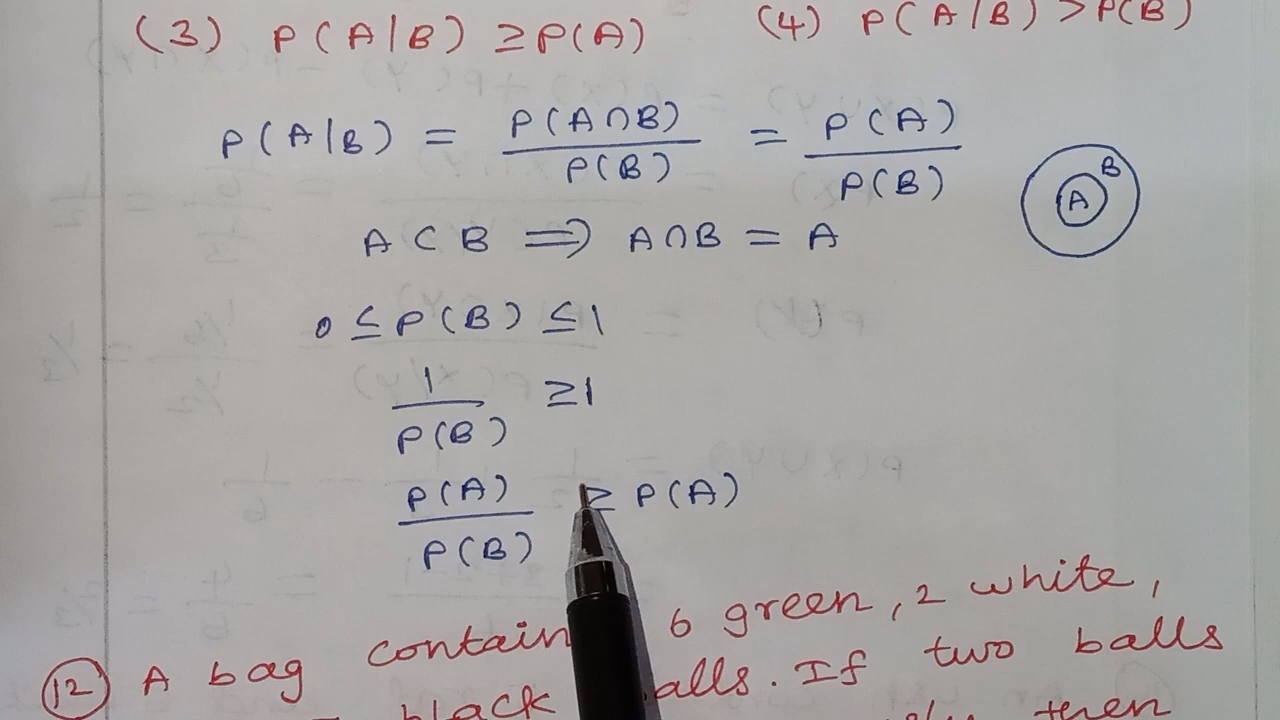 (3) P(A|B) ≥ P(A) (4) P(A|B) > P(B)
P(A|B) = P(A∩B) / P(B) = P(A) / P(B)
B
A
A ⊂ B ⟹ A∩B = A
0 ≤ P(B) ≤ 1
1 / P(B) ≥ 1
P(A) / P(B) ≥ P(A)
(12) A bag contain 6 green, 2 white,
black alls. If two balls
then